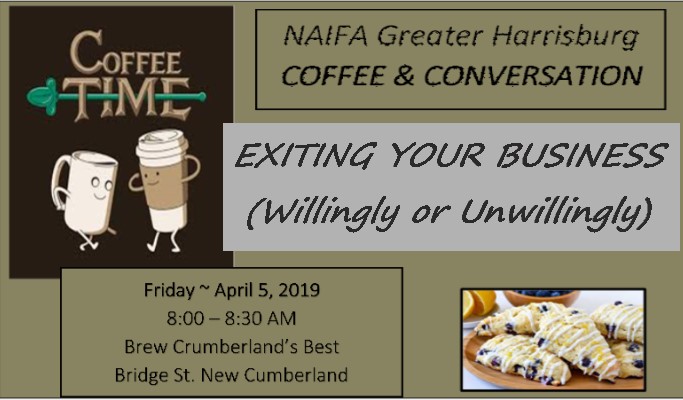 COFFEE
TIME
NAIFA Greater Harrisburg
COFFEE & CONVERSATION
EXITING YOUR BUSINESS
(Willingly or Unwillingly)
Friday ~ April 5, 2019
8:00 – 8:30 AM
Brew Crumberland's Best
Bridge St. New Cumberland